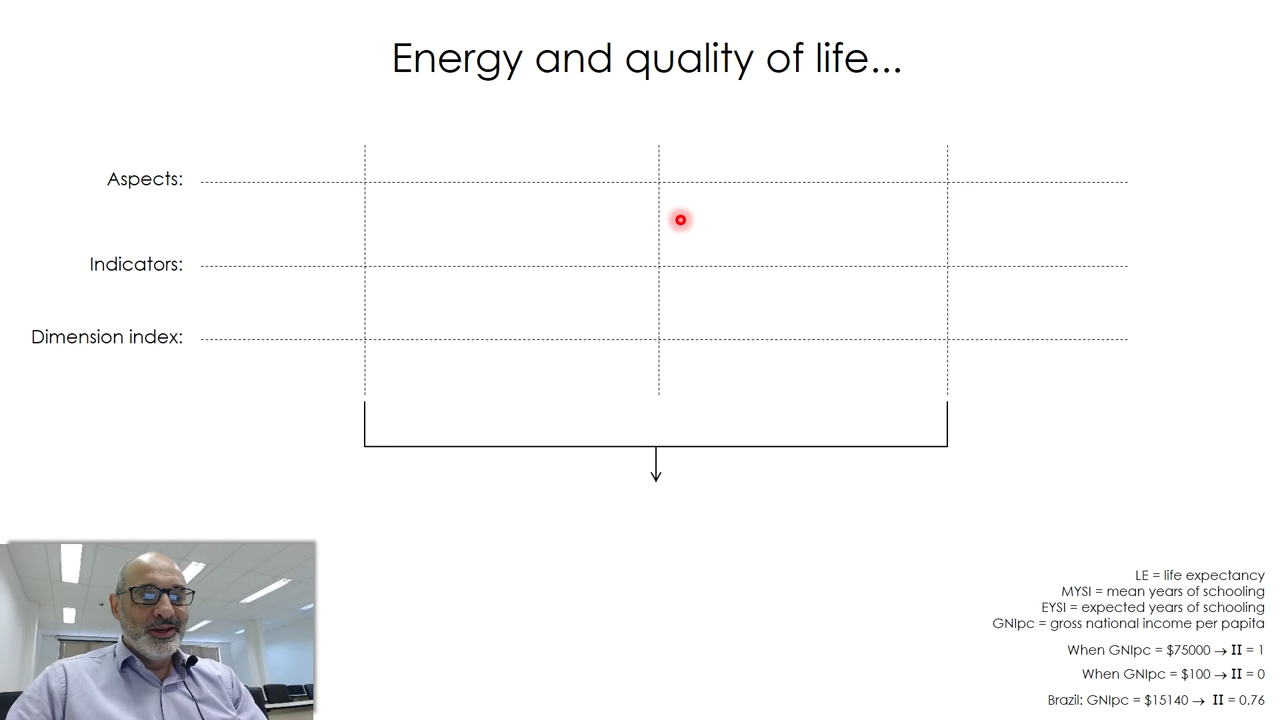 Energy and quality of life...
Aspects:
Indicators:
Dimension index:
LE = life expectancy
MYSI = mean years of schooling
EYSI = expected years of schooling
GNIpc = gross national income per papita
When GNIpc = $75000 → II = 1
When GNIpc = $100 → II = 0
Brazil: GNIpc = $15140 → II = 0.76